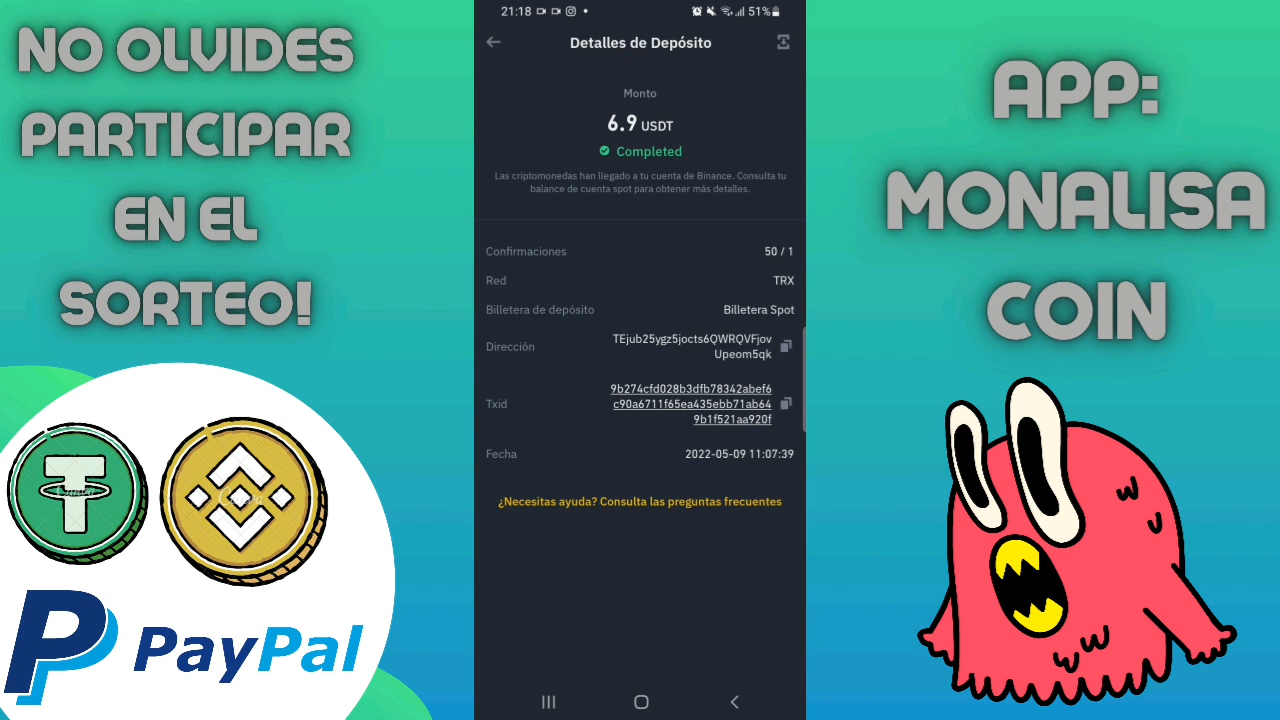 NO OLVIDES
PARTICIPAR
EN EL
SORTEO!
PayPal
21:18
51%
Detalles de Depósito
Monto
6.9 USDT
Completed
Las criptomonedas han llegado a tu cuenta de Binance. Consulta tu
balance de cuenta spot para obtener más detalles.
Confirmaciones 50 / 1
Red TRX
Billetera de depósito Billetera Spot
Dirección TEjub25ygz5jocts6QWRQVFjov
Upeom5qk
Txid 9b274cfd028b3dfb78342abef6
c90a6711f65ea435ebb71ab64
9b1f521aa920f
Fecha 2022-05-09 11:07:39
¿Necesitas ayuda? Consulta las preguntas frecuentes
APP:
MONALISA
COIN